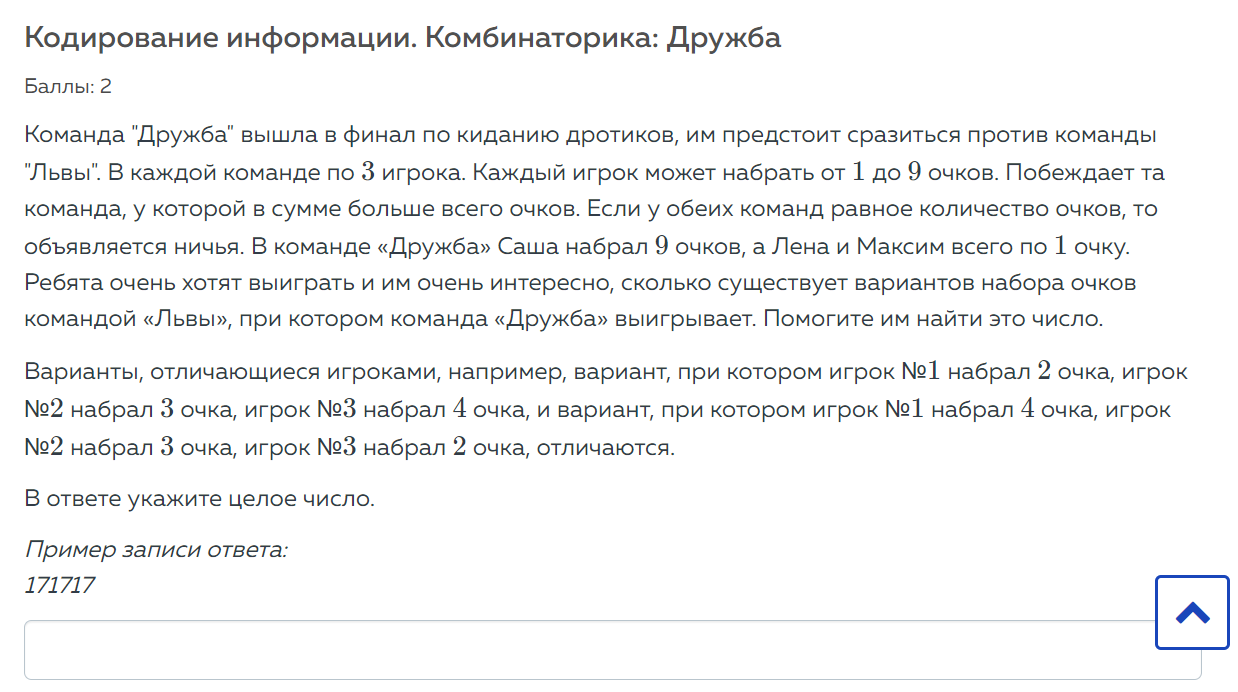 Кодирование информации. Комбинаторика: Дружба
Баллы: 2
Команда "Дружба" вышла в финал по киданию дротиков, им предстоит сразиться против команды
"Львы". В каждой команде по 3 игрока. Каждый игрок может набрать от 1 до 9 очков. Побеждает та
команда, у которой в сумме больше всего очков. Если у обеих команд равное количество очков, то
объявляется ничья. В команде «Дружба» Саша набрал 9 очков, а Лена и Максим всего по 1 очку.
Ребята очень хотят выиграть и им очень интересно, сколько существует вариантов набора очков
командой «Львы», при котором команда «Дружба» выигрывает. Помогите им найти это число.
Варианты, отличающиеся игроками, например, вариант, при котором игрок №1 набрал 2 очка, игрок
№2 набрал 3 очка, игрок №3 набрал 4 очка, и вариант, при котором игрок №1 набрал 4 очка, игрок
№2 набрал 3 очка, игрок №3 набрал 2 очка, отличаются.
В ответе укажите целое число.
Пример записи ответа:
171717